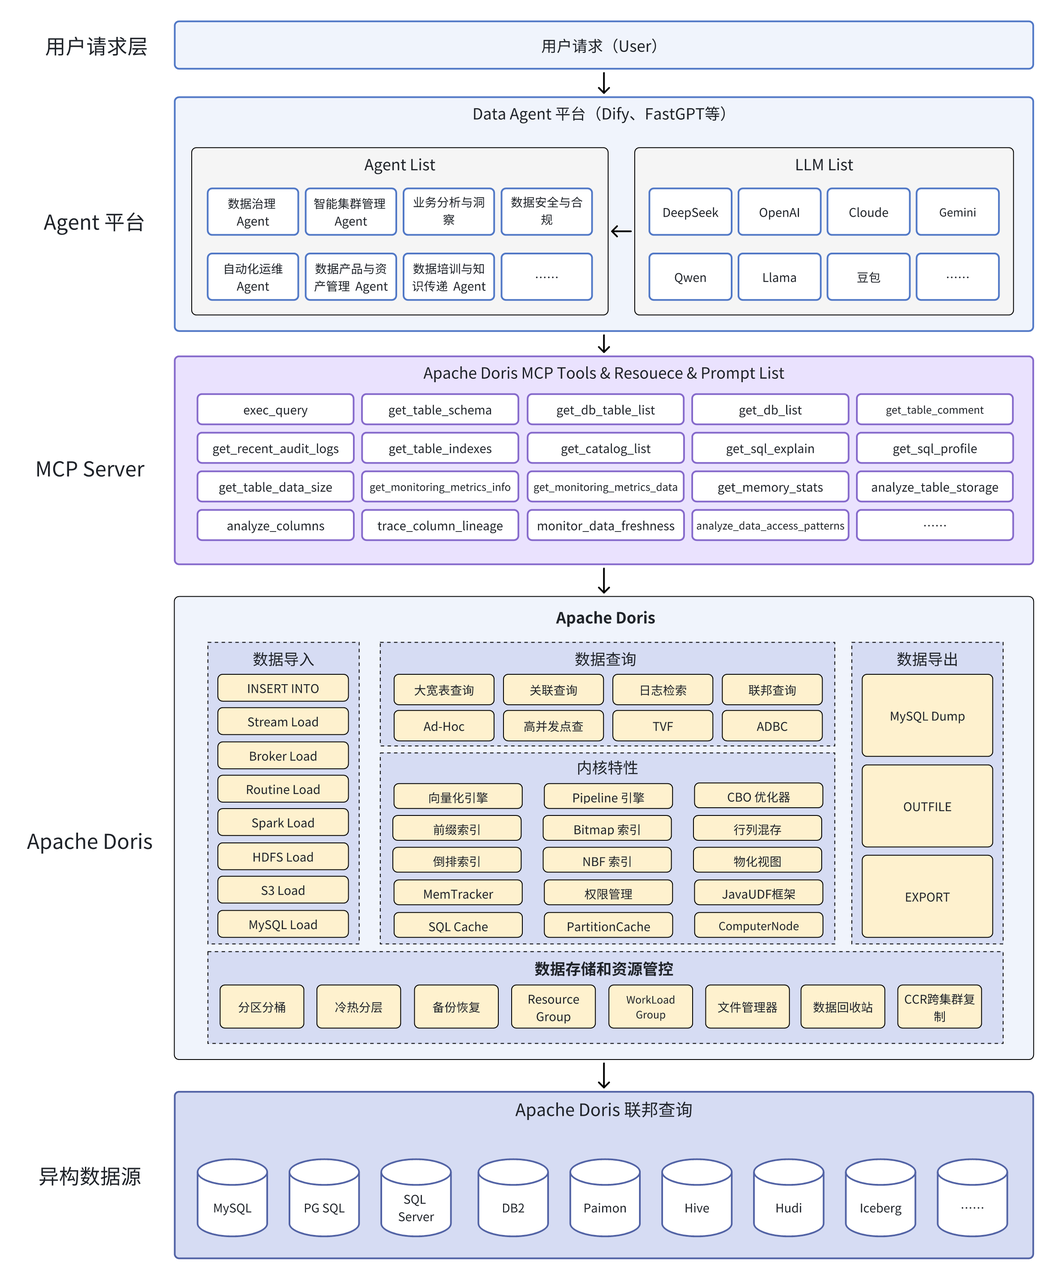 用户请求层
用户请求（User）
Agent 平台
Data Agent 平台（Dify、FastGPT等）
Agent List
数据治理
Agent
智能集群管理
Agent
业务分析与洞
察
数据安全与合
规
自动化运维
Agent
数据产品与资
产管理 Agent
数据培训与知
识传递 Agent
······
LLM List
DeepSeek
OpenAI
Cloude
Gemini
Qwen
Llama
豆包
······
MCP Server
Apache Doris MCP Tools & Resouece & Prompt List
exec_query
get_table_schema
get_db_table_list
get_db_list
get_table_comment
get_recent_audit_logs
get_table_indexes
get_catalog_list
get_sql_explain
get_sql_profile
get_table_data_size
get_monitoring_metrics_info
get_monitoring_metrics_data
get_memory_stats
analyze_table_storage
analyze_columns
trace_column_lineage
monitor_data_freshness
analyze_data_access_patterns
······
Apache Doris
Apache Doris
数据导入
INSERT INTO
Stream Load
Broker Load
Routine Load
Spark Load
HDFS Load
S3 Load
MySQL Load
数据查询
大宽表查询
关联查询
日志检索
联邦查询
Ad-Hoc
高并发点查
TVF
ADBC
内核特性
向量化引擎
Pipeline 引擎
CBO 优化器
前缀索引
Bitmap 索引
行列混存
倒排索引
NBF 索引
物化视图
MemTracker
权限管理
JavaUDF框架
SQL Cache
PartitionCache
ComputerNode
数据导出
MySQL Dump
OUTFILE
EXPORT
数据存储和资源管控
分区分桶
冷热分层
备份恢复
Resource
Group
WorkLoad
Group
文件管理器
数据回收站
CCR跨集群复
制
异构数据源
Apache Doris 联邦查询
MySQL
PG SQL
SQL
Server
DB2
Paimon
Hive
Hudi
Iceberg
······